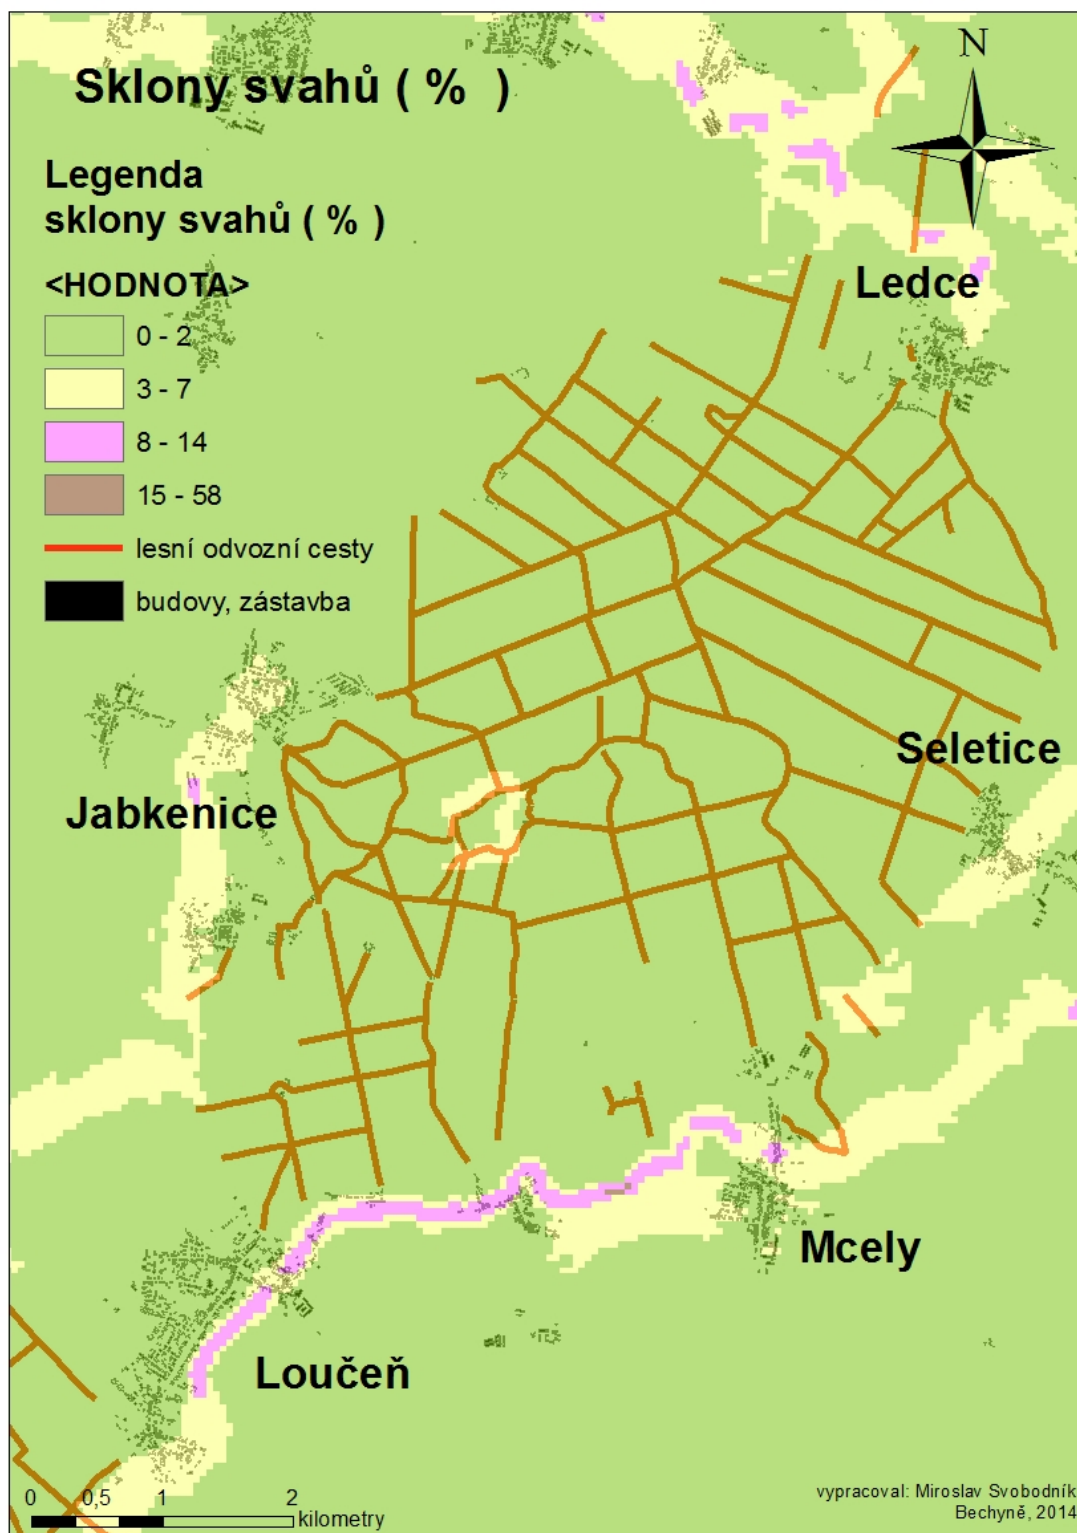 Sklony svahů ( % )
N
Legenda
sklony svahů ( % )
<HODNOTA>
0 - 2
3 - 7
8 - 14
15 - 58
lesní odvozní cesty
budovy, zástavba
Ledce
Seletice
Jabkenice
Mcely
Loučeň
0 0,5 1 2
kilometry
vypracoval: Miroslav Svobodník
Bechyně, 2014